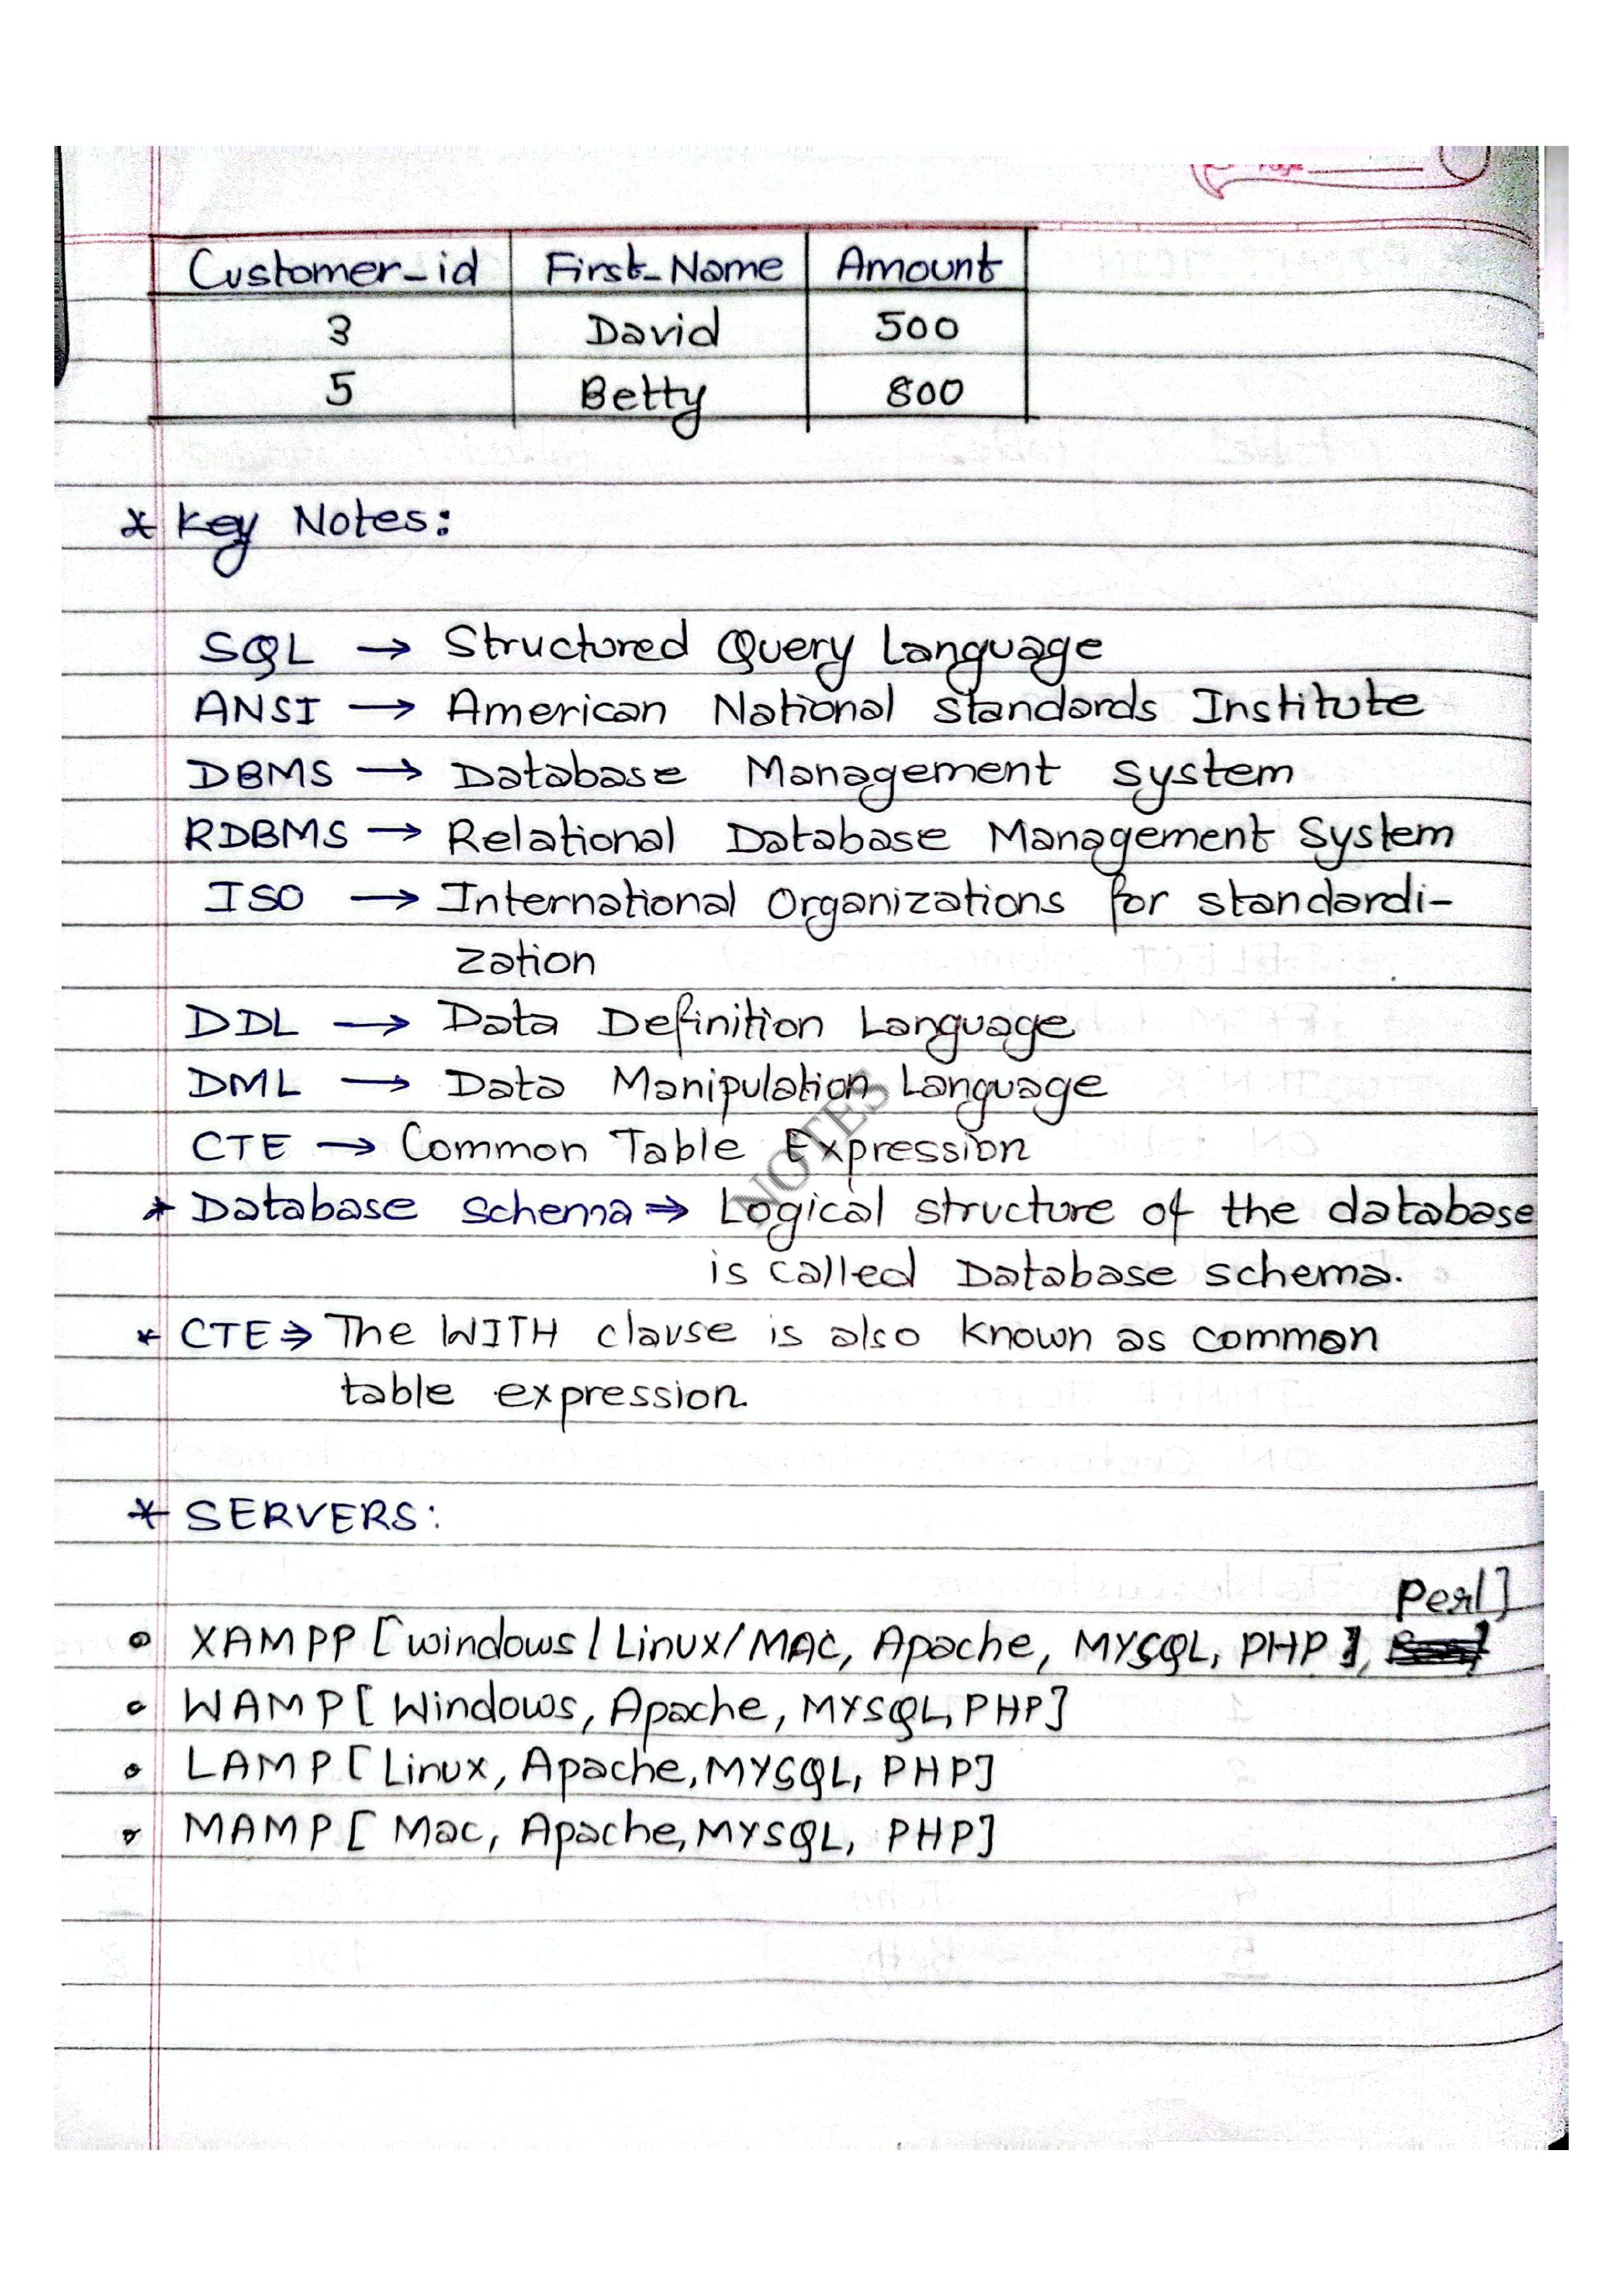 Page
Customer_id First_Name Amount
3 David 500
5 Betty 800
* Key Notes:
SQL → Structured Query Language
ANSI → American National Standards Institute
DBMS → Database Management System
RDBMS → Relational Database Management System
ISO → International Organizations for standardi-
zation
DDL → Data Definition Language
DML → Data Manipulation Language
NOTES
CTE → Common Table Expression
* Database schema ⇒ Logical structure of the database
is called Database schema.
* CTE ⇒ The WITH clause is also known as common
table expression.
* SERVERS:
Perl]
• XAMPP [windows/Linux/MAC, Apache, MYSQL, PHP],
• WAMP [Windows, Apache, MYSQL, PHP]
• LAMP [Linux, Apache, MYSQL, PHP]
• MAMP [Mac, Apache, MYSQL, PHP]